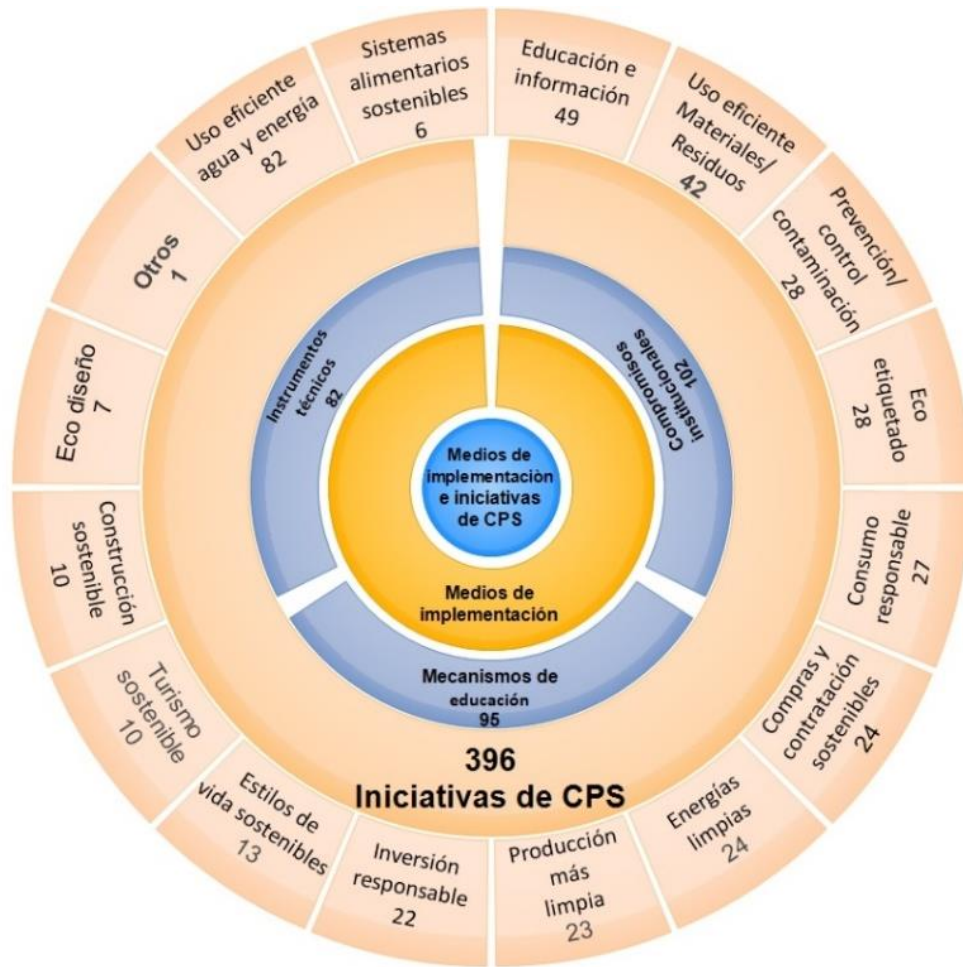 Sistemas
alimentarios
sostenibles
6
Educación e
información
49
Uso eficiente
Materiales/
Residuos
42
Prevención/
control
contaminación
28
Eco
etiquetado
28
Consumo
responsable
27
Compras y
contratación
sostenibles
24
Energías
limpias
24
Producción
más
limpia
23
Inversión
responsable
22
Estilos de
vida sostenibles
13
Turismo
sostenible
10
Construcción
sostenible
10
Eco diseño
7
Otros
1
Uso eficiente
agua y energía
82
Instrumentos
técnicos
82
Compromisos
institucionales
102
Medios de
implementaciòn
e iniciativas
de CPS
Medios de
implementación
Mecanismos de
educación
95
396
Iniciativas de CPS